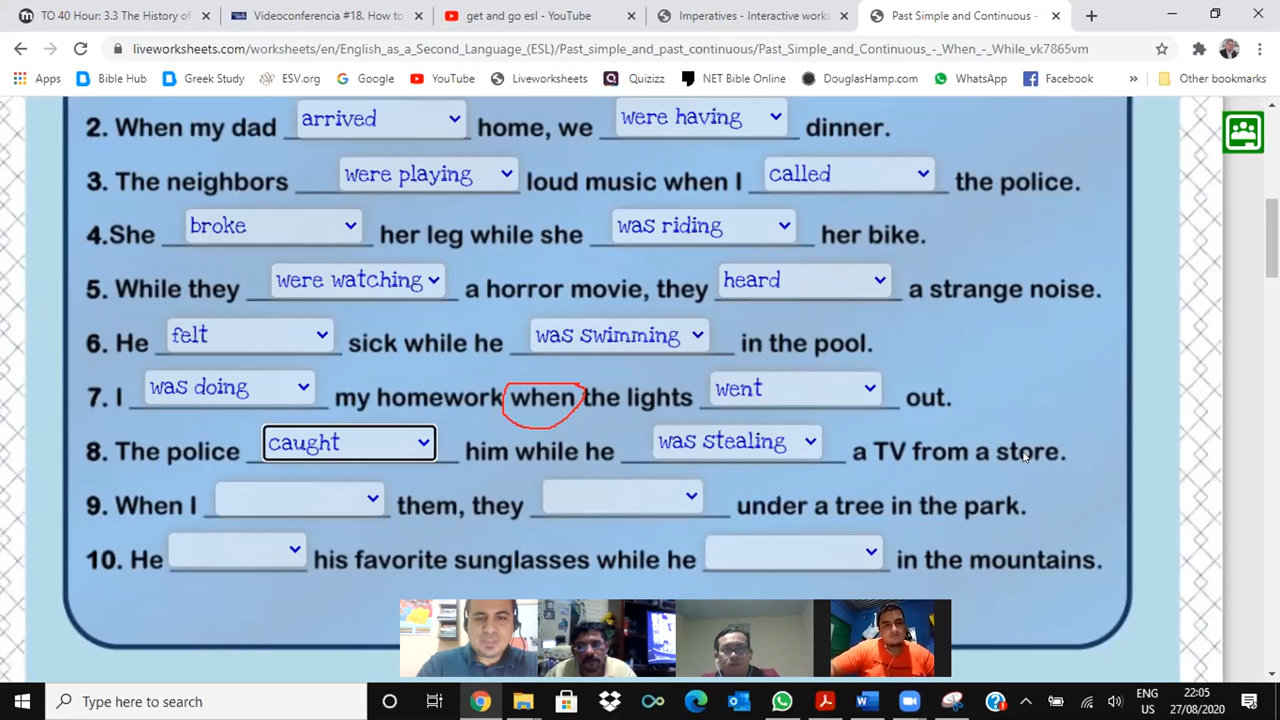 TO 40 Hour: 3.3 The History of
Videoconferencia #18. How to
get and go esl - YouTube
Imperatives - Interactive works
Past Simple and Continuous -
liveworksheets.com/worksheets/en/English_as_a_Second_Language_(ESL)/Past_simple_and_past_continuous/Past_Simple_and_Continuous_-_When_-_While_vk7865vm
Apps Bible Hub Greek Study ESV.org Google YouTube Liveworksheets Quizizz NET Bible Online DouglasHamp.com WhatsApp Facebook » Other bookmarks
2. When my dad arrived home, we were having dinner.
3. The neighbors were playing loud music when I called the police.
4.She broke her leg while she was riding her bike.
5. While they were watching a horror movie, they heard a strange noise.
6. He felt sick while he was swimming in the pool.
7. I was doing my homework when the lights went out.
8. The police caught him while he was stealing a TV from a store.
9. When I them, they under a tree in the park.
10. He his favorite sunglasses while he in the mountains.
Type here to search
ENG 22:05
US 27/08/2020